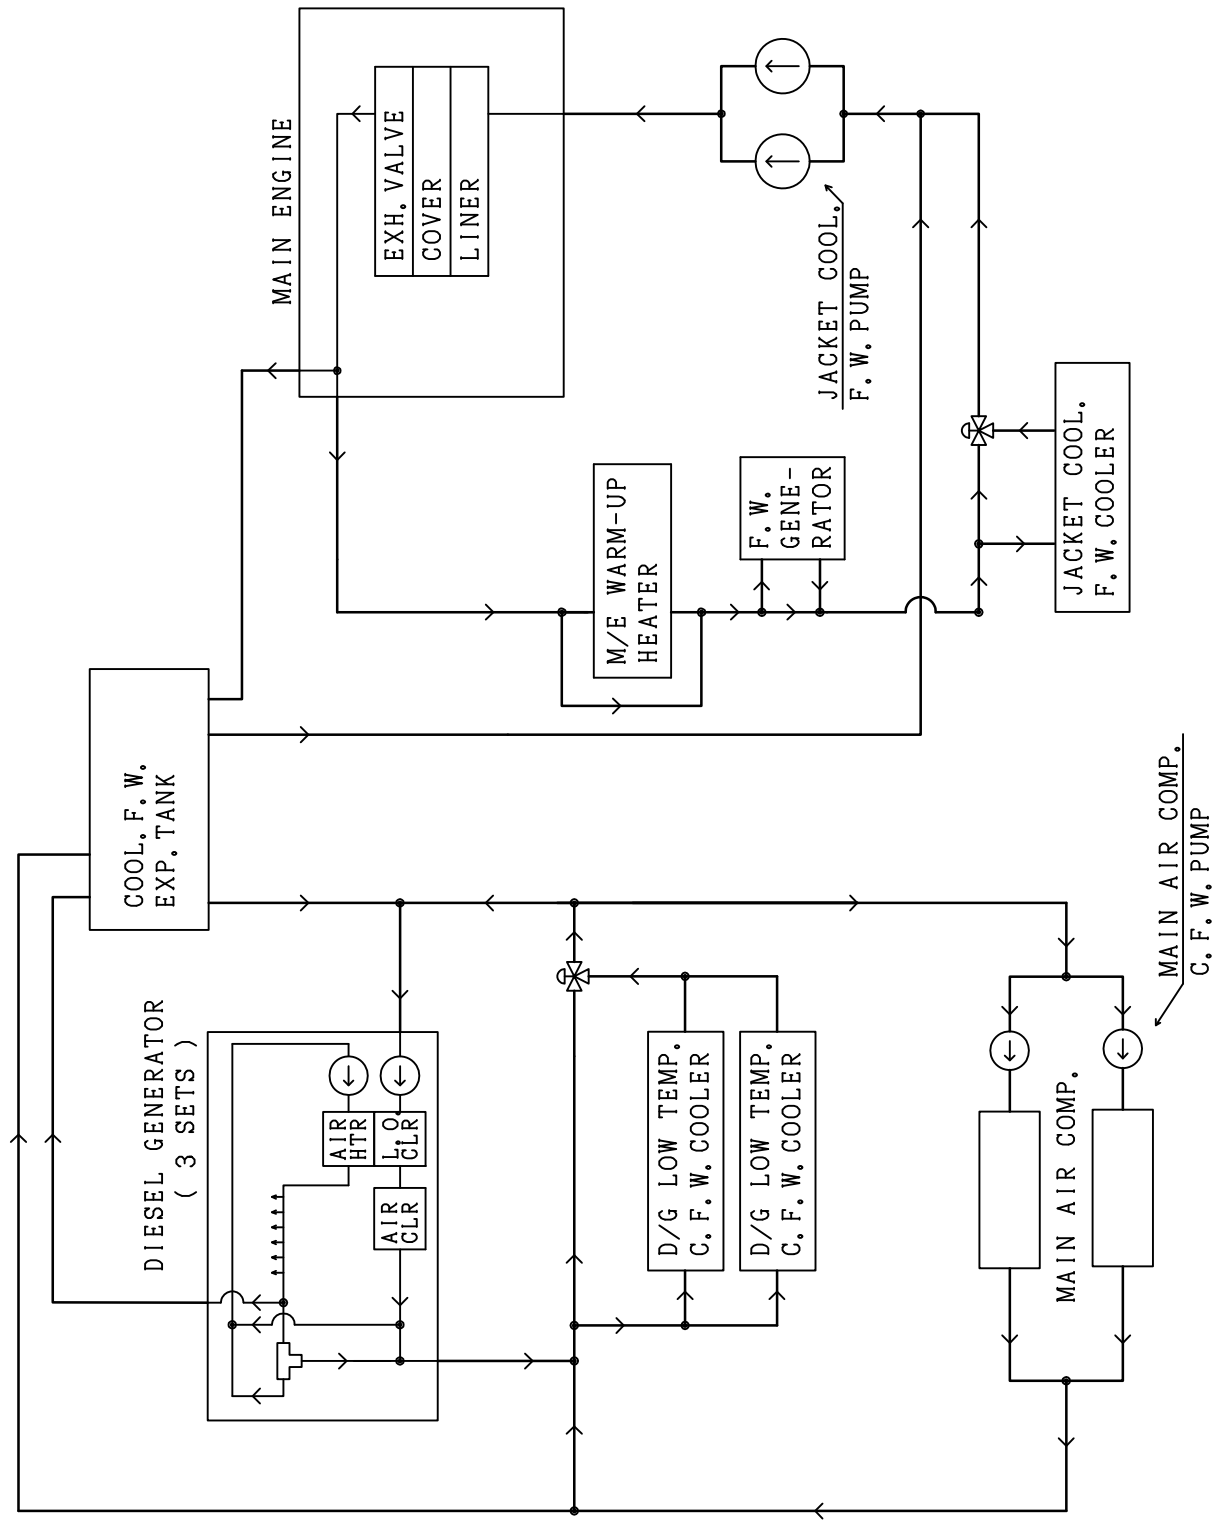 MAIN ENGINE
EXH. VALVE
COVER
LINER
JACKET COOL.
F. W. PUMP
M/E WARM-UP
HEATER
F. W.
GENE-
RATOR
JACKET COOL.
F. W. COOLER
COOL. F. W.
EXP. TANK
MAIN AIR COMP.
C. F. W. PUMP
DIESEL GENERATOR
( 3 SETS )
AIR
HTR
L.O.
CLR
AIR
CLR
D/G LOW TEMP.
C. F. W. COOLER
D/G LOW TEMP.
C. F. W. COOLER
MAIN AIR COMP.